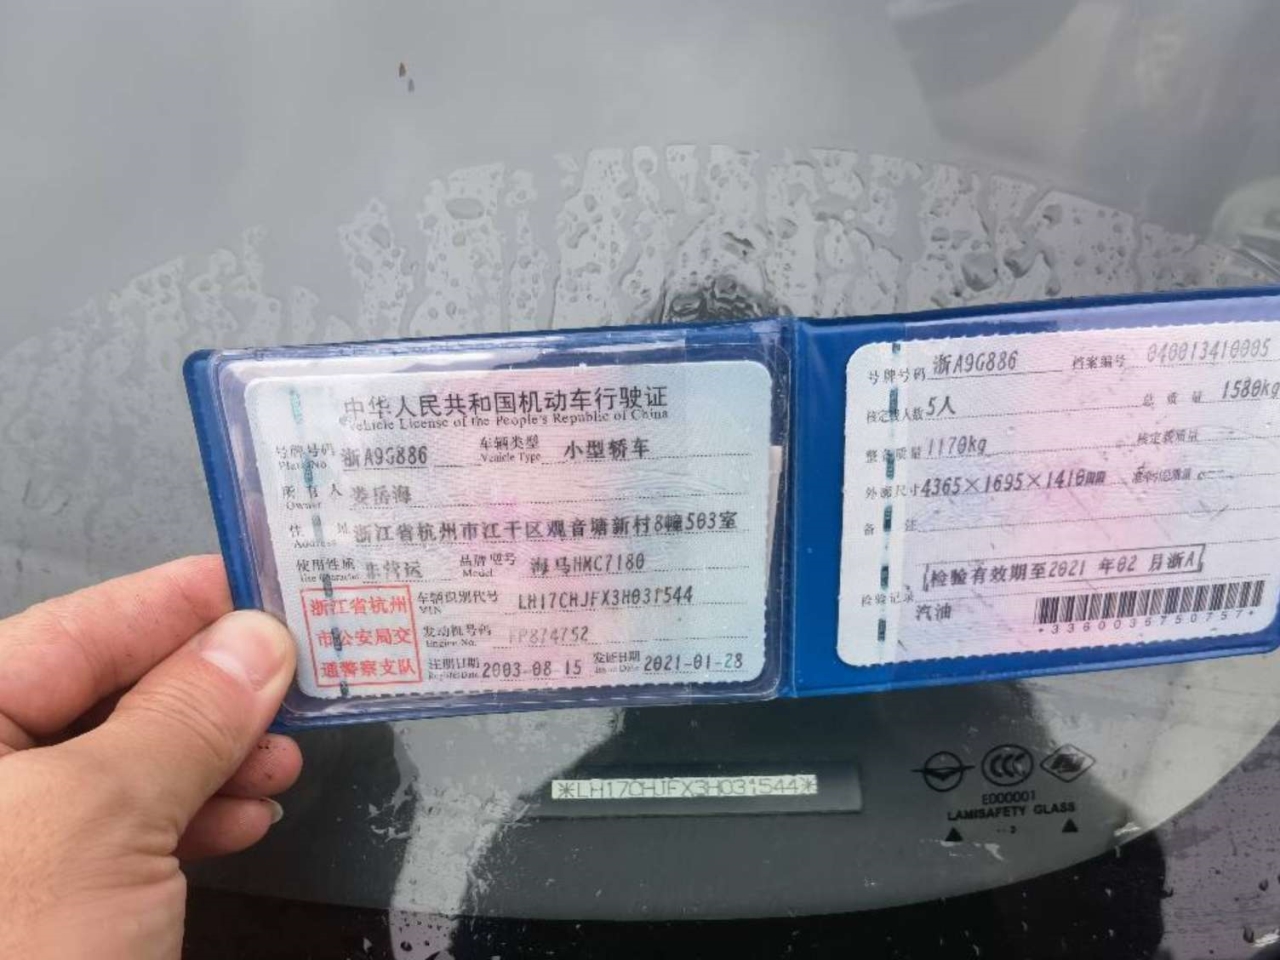 中华人民共和国机动车行驶证
Vehicle License of the People's Republic of China
号牌号码 浙A9G886 车辆类型 小型轿车
Plate No. Vehicle Type
所有人 娄岳海
Owner
住址 浙江省杭州市江干区观音塘新村8幢503室
Address
使用性质 非营运 品牌型号 海马HMC7180
Use Character Model
浙江省杭州
市公安局交
通警察支队
车辆识别代号 LH17CHJFX3H031544
VIN
发动机号码 FP874752
Engine No.
注册日期 2003-08-15 发证日期 2021-01-28
Register Date Issue Date
号牌号码 浙A9G886 档案编号 040013410005
核定载人数 5人 总质量 1580kg
整备质量 1170kg 核定载质量
外廓尺寸 4365×1695×1410mm 准牵引总质量 --
备注
检验有效期至2021年02月浙A
检验记录
汽油
*3360036750757*
*LH17CHJFX3H031544*
E000001
LAMISAFETY GLASS